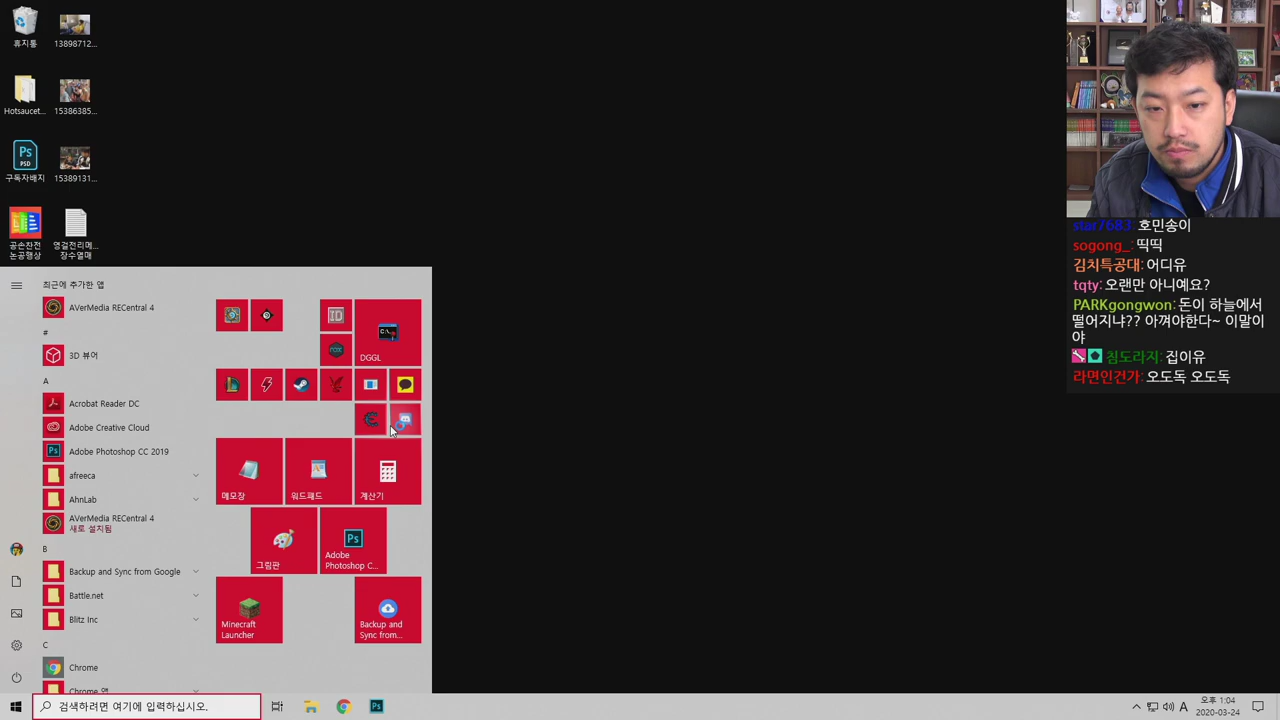 휴지통
13898712...
Hotsaucet...
15386385...
구독자배지
15389131...
공손찬전 논공행상
영걸전리메... 장수열매
최근에 추가한 앱
AVerMedia RECentral 4
#
3D 뷰어
A
Acrobat Reader DC
Adobe Creative Cloud
Adobe Photoshop CC 2019
afreeca
AhnLab
AVerMedia RECentral 4
새로 설치됨
B
Backup and Sync from Google
Battle.net
Blitz Inc
C
Chrome
Chrome 앱
DGGL
메모장
워드패드
계산기
그림판
Adobe
Photoshop C...
Minecraft
Launcher
Backup and
Sync from...
검색하려면 여기에 입력하십시오.
A
오후 1:04
2020-03-24
star7683: 호민송이
sogong_: 띡띡
김치특공대: 어디유
tqty: 오랜만 아니예요?
PARKgongwon: 돈이 하늘에서
떨어지냐?? 아껴야한다~ 이말이
야
침도라지: 집이유
라면인건가: 오도독 오도독